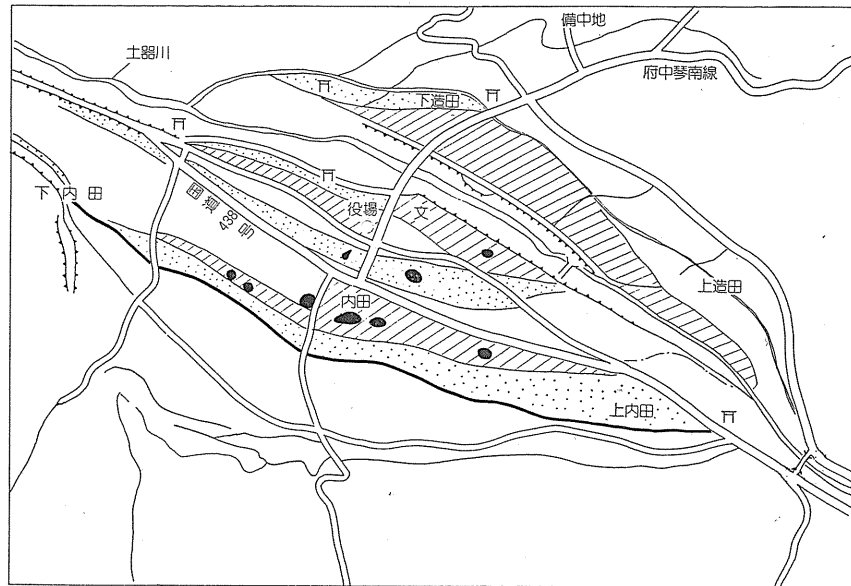 備中地
土器川
府中琴南線
下造田
下内田
国道438号
役場
文
上造田
内田
上内田